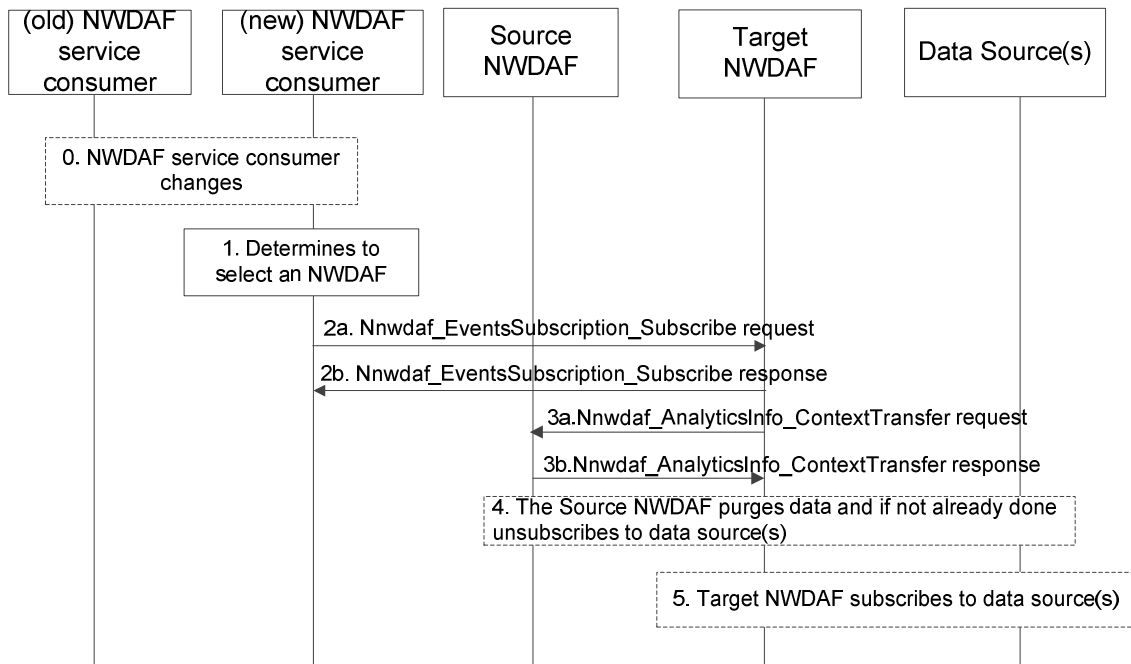 (old) NWDAF
service
consumer
(new) NWDAF
service
consumer
Source
NWDAF
Target
NWDAF
Data Source(s)
0. NWDAF service consumer
changes
1. Determines to
select an NWDAF
2a. Nnwdaf_EventsSubscription_Subscribe request
2b. Nnwdaf_EventsSubscription_Subscribe response
3a.Nnwdaf_AnalyticsInfo_ContextTransfer request
3b.Nnwdaf_AnalyticsInfo_ContextTransfer response
4. The Source NWDAF purges data and if not already done
unsubscribes to data source(s)
5. Target NWDAF subscribes to data source(s)